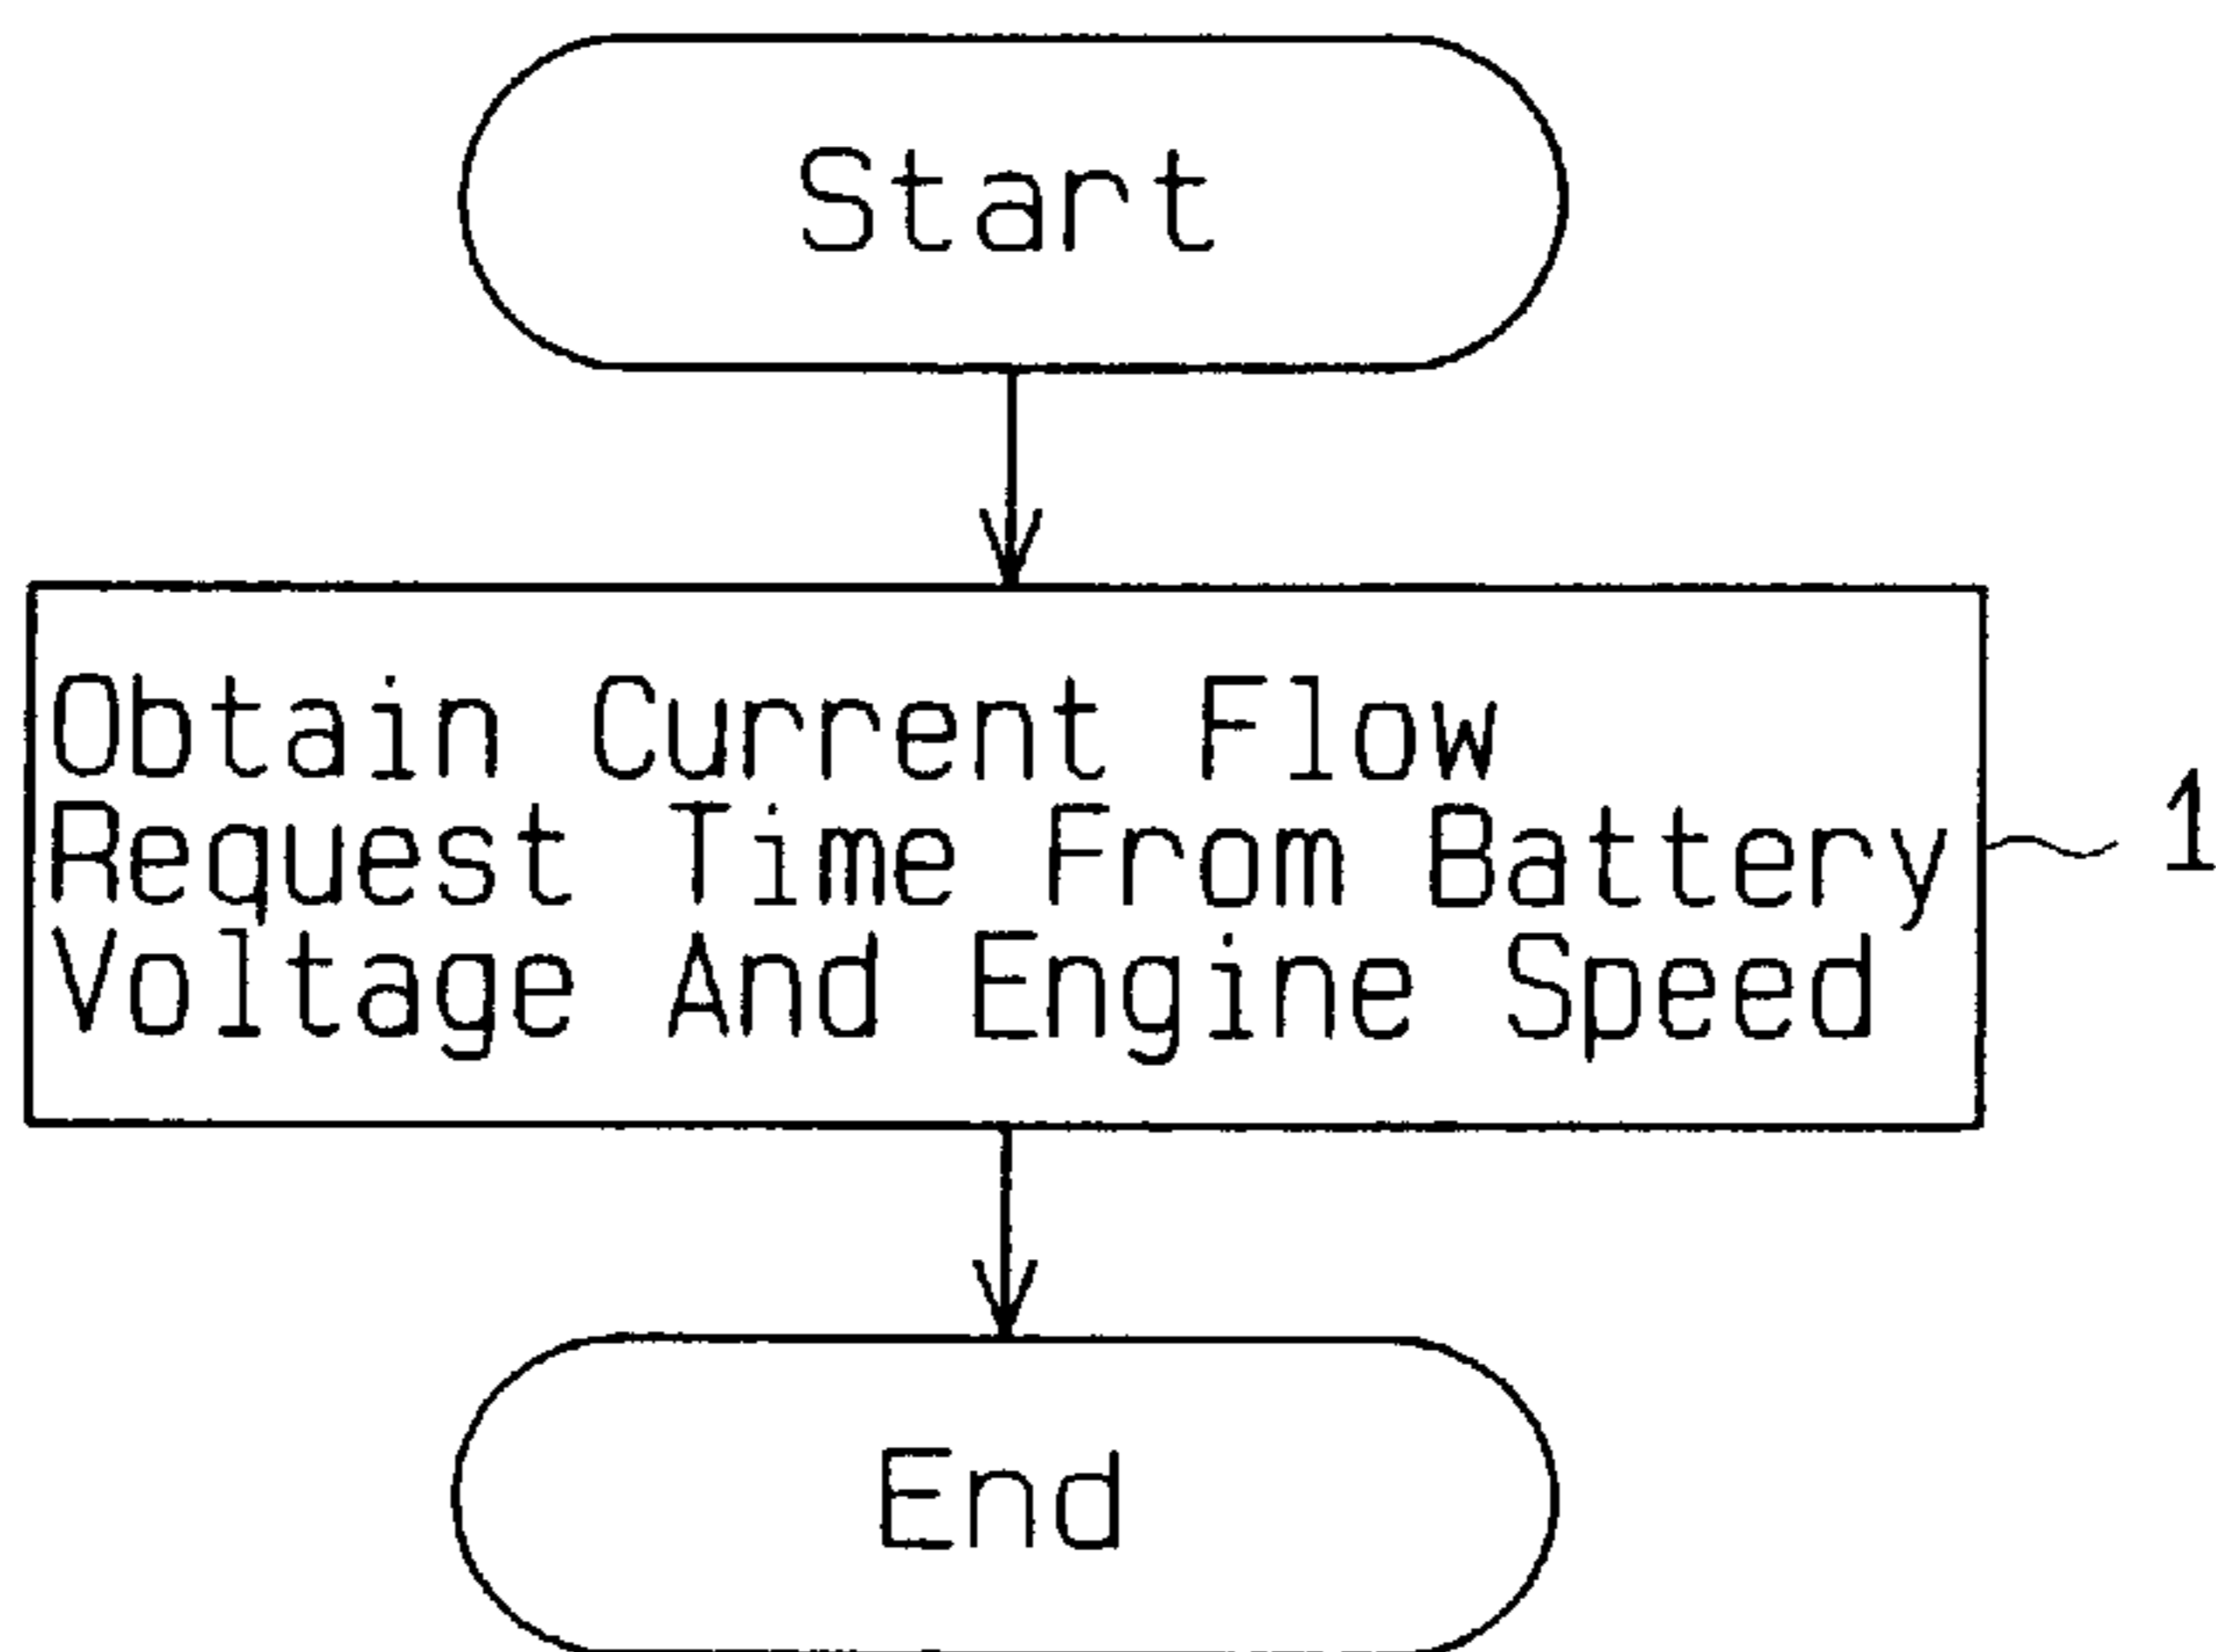 Start
Obtain Current Flow
Request Time From Battery
Voltage And Engine Speed
1
End